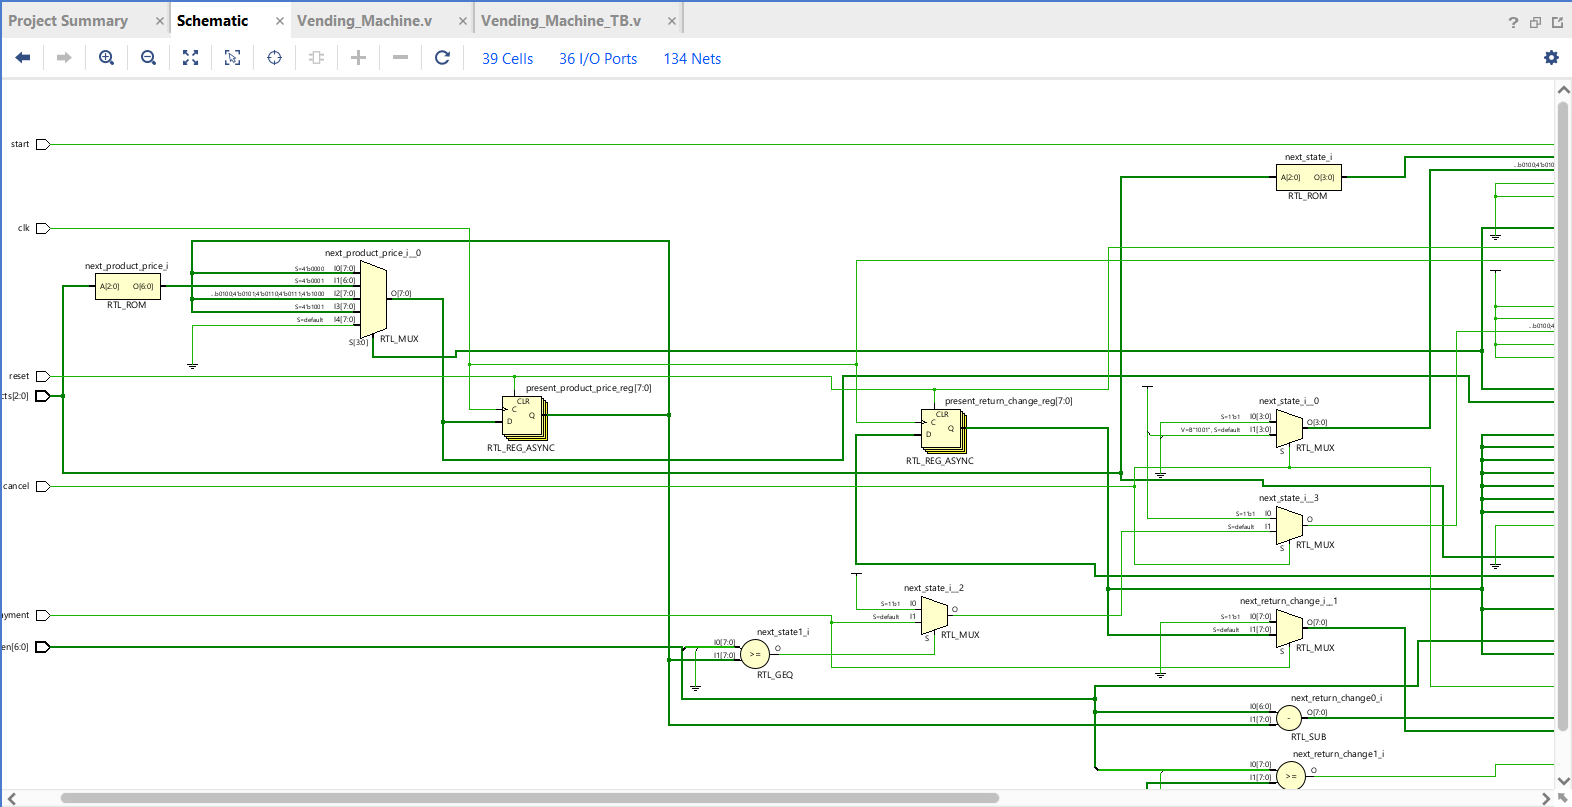 Project Summary × Schematic × Vending_Machine.v × Vending_Machine_TB.v × ?
39 Cells 36 I/O Ports 134 Nets
start
next_state_i
A[2:0] O[3:0]
RTL_ROM
...b0100;4'b010
clk
next_product_price_i
A[2:0] O[6:0]
RTL_ROM
next_product_price_i__0
S=4'b0000 I0[7:0]
S=4'b0001 I1[6:0]
...b0100;4'b0101;4'b0110;4'b0111;4'b1000 I2[7:0] O[7:0]
S=4'b1001 I3[7:0]
S=default I4[7:0]
S[3:0] RTL_MUX
...b0100;4
reset
cts[2:0]
present_product_price_reg[7:0]
CLR
C
Q
D
RTL_REG_ASYNC
present_return_change_reg[7:0]
CLR
C
Q
D
RTL_REG_ASYNC
next_state_i__0
S=1'b1 I0[3:0] O[3:0]
V=B"1001", S=default I1[3:0]
S RTL_MUX
cancel
next_state_i__3
S=1'b1 I0 O
S=default I1
S RTL_MUX
next_state_i__2
S=1'b1 I0 O
S=default I1
S RTL_MUX
ayment
en[6:0]
next_state1_i
I0[7:0] O
I1[7:0] >=
RTL_GEQ
next_return_change_i__1
S=1'b1 I0[7:0] O[7:0]
S=default I1[7:0]
S RTL_MUX
next_return_change0_i
I0[6:0] O[7:0]
I1[7:0] -
RTL_SUB
next_return_change1_i
I0[7:0] O
I1[7:0] >=